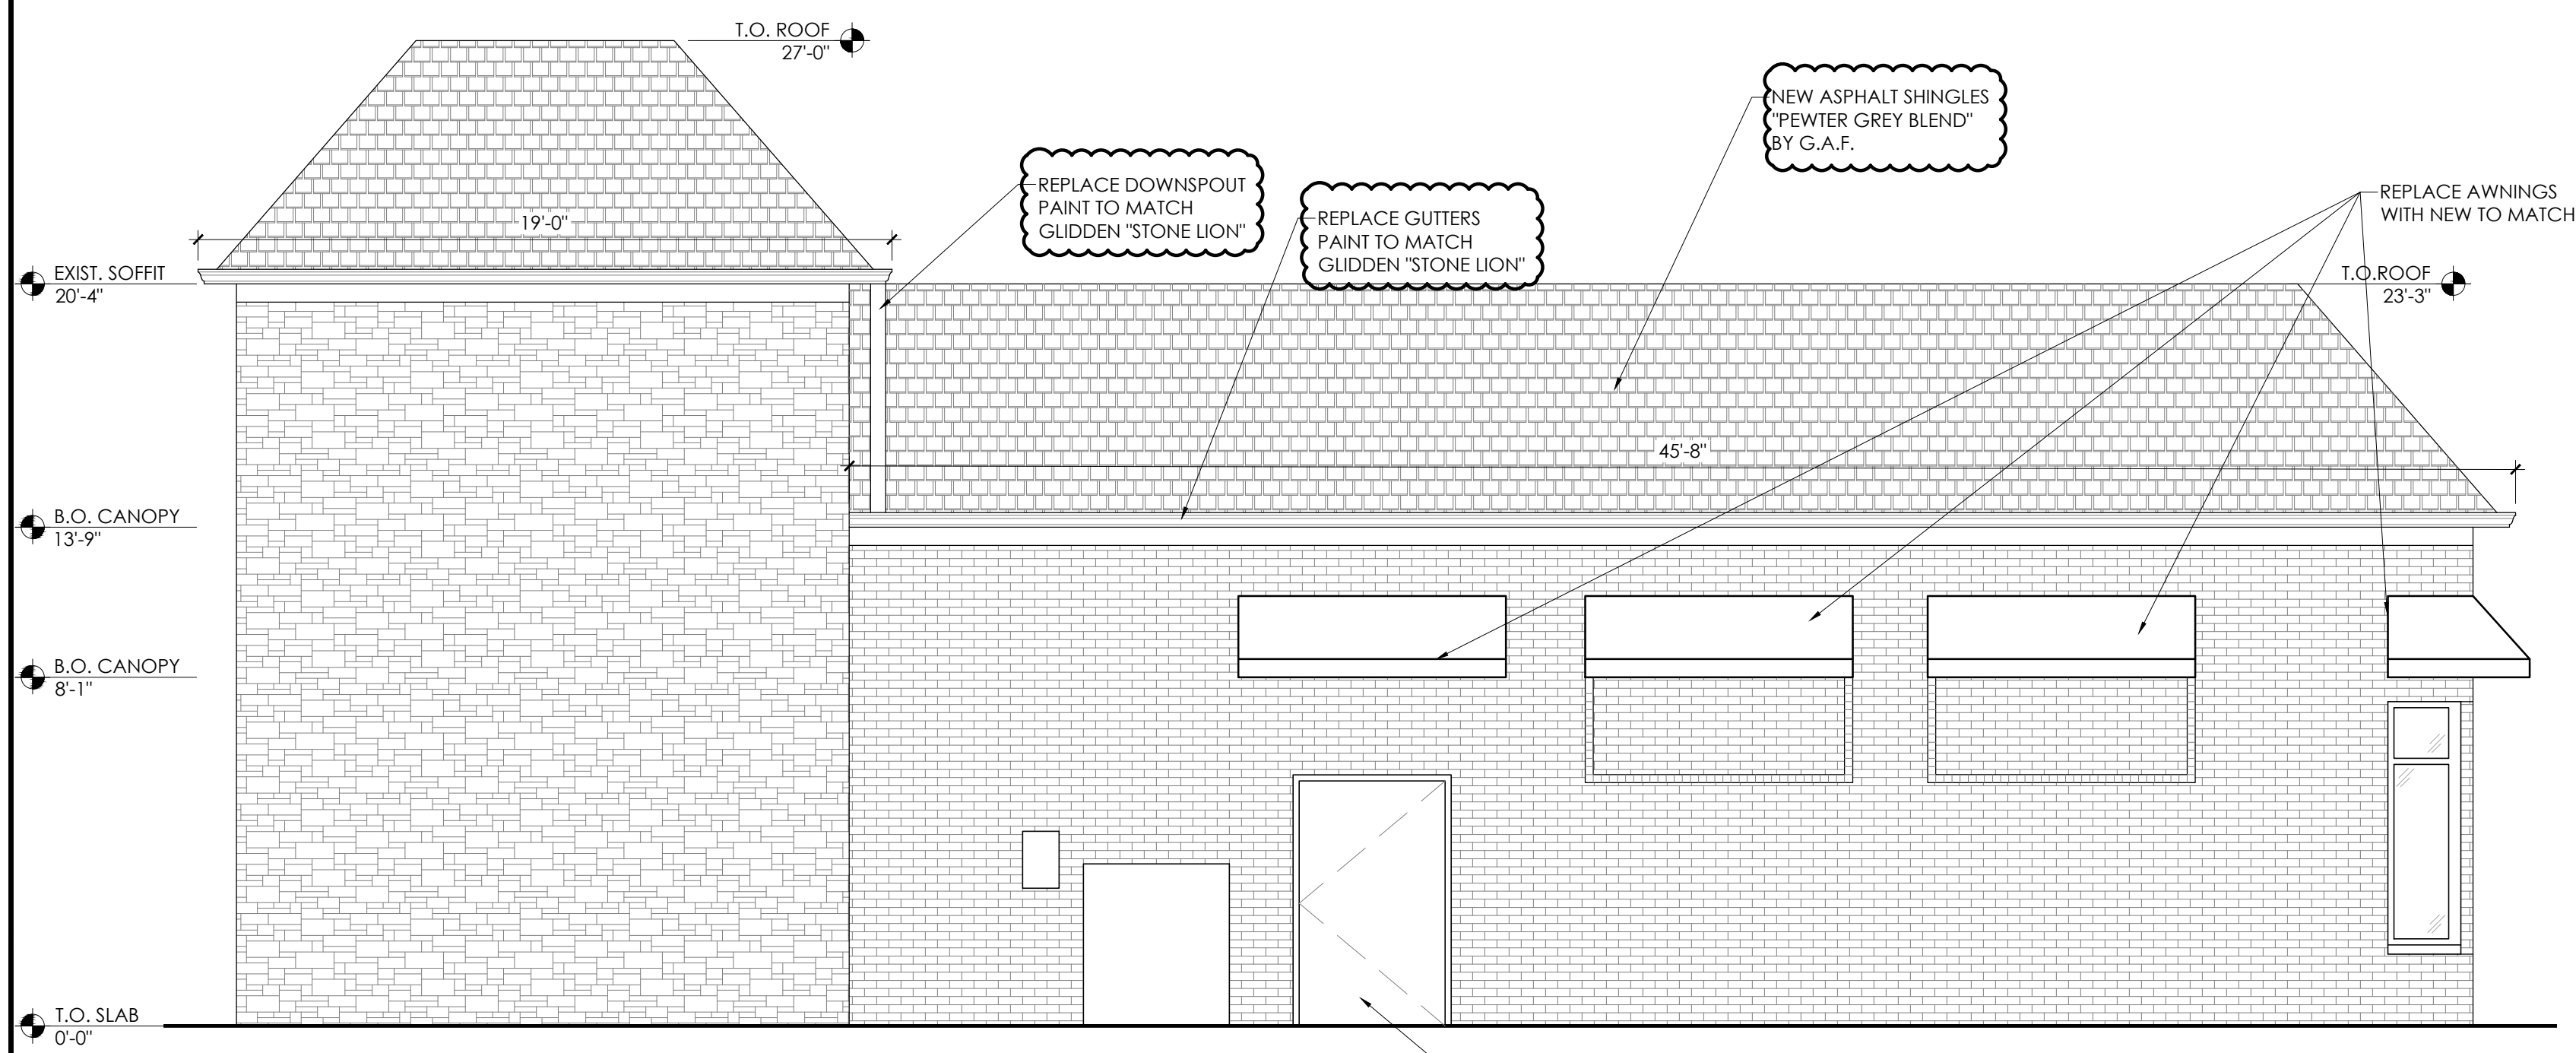 T.O. ROOF
27'-0"
NEW ASPHALT SHINGLES
"PEWTER GREY BLEND"
BY G.A.F.
REPLACE DOWNSPOUT
PAINT TO MATCH
GLIDDEN "STONE LION"
REPLACE GUTTERS
PAINT TO MATCH
GLIDDEN "STONE LION"
REPLACE AWNINGS
WITH NEW TO MATCH
19'-0"
EXIST. SOFFIT
20'-4"
T.O.ROOF
23'-3"
45'-8"
B.O. CANOPY
13'-9"
B.O. CANOPY
8'-1"
T.O. SLAB
0'-0"